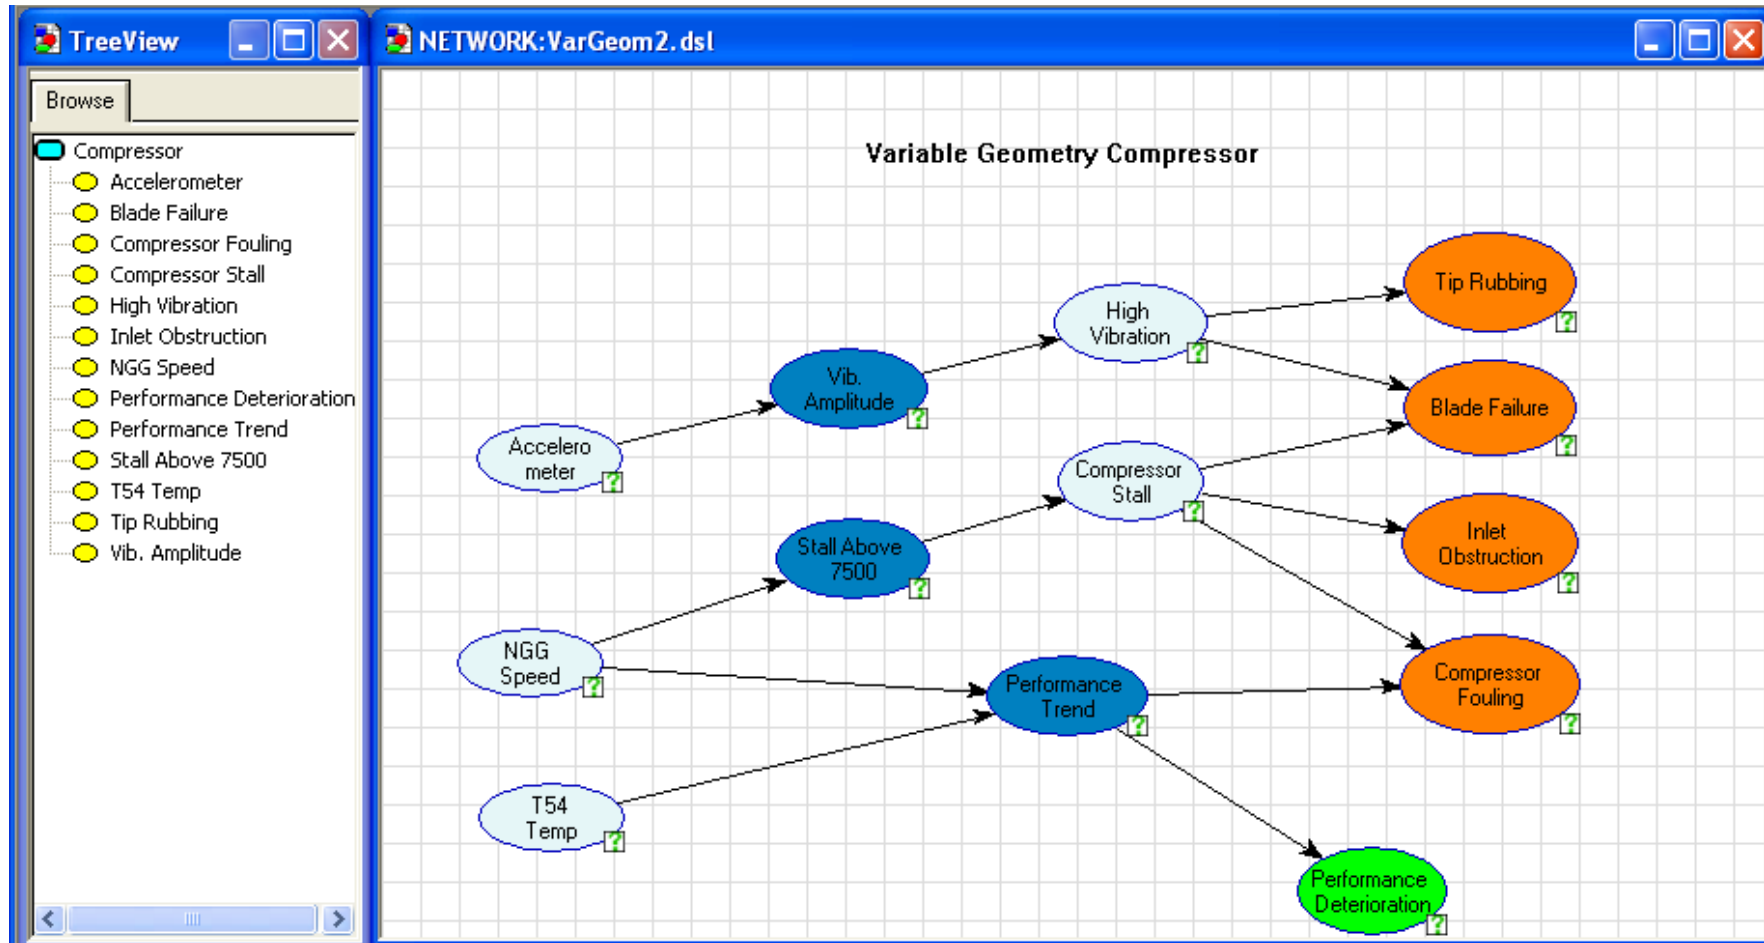 TreeView
Browse
Compressor
Accelerometer
Blade Failure
Compressor Fouling
Compressor Stall
High Vibration
Inlet Obstruction
NGG Speed
Performance Deterioration
Performance Trend
Stall Above 7500
T54 Temp
Tip Rubbing
Vib. Amplitude
NETWORK:VarGeom2.dsl
Variable Geometry Compressor
Tip Rubbing
?
High
Vibration
?
Vib.
Amplitude
?
Blade Failure
?
Accelero
meter
?
Compressor
Stall
?
Inlet
Obstruction
?
Stall Above
7500
?
NGG
Speed
?
Performance
Trend
?
Compressor
Fouling
?
T54
Temp
?
Performance
Deterioration
?